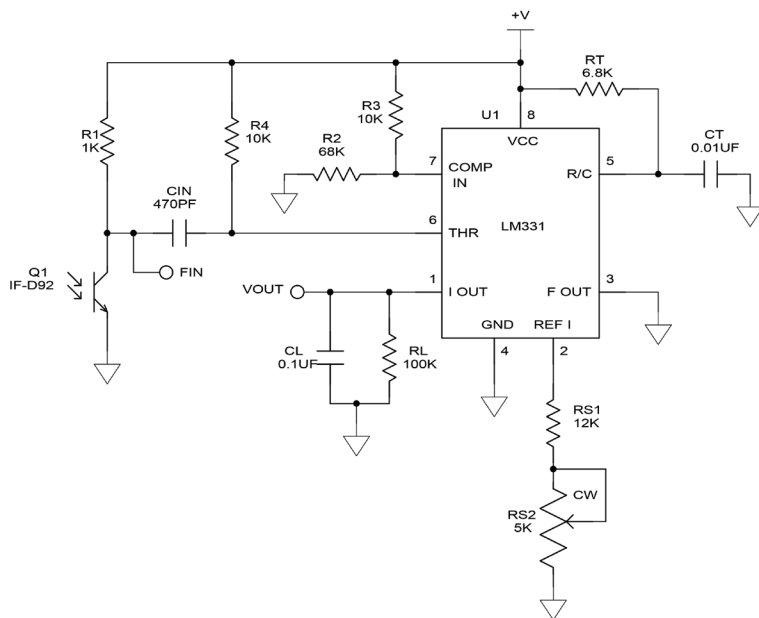 +V
RT
6.8K
R3
10K
U1
8
R1
1K
R4
10K
R2
68K
VCC
CT
0.01UF
7
COMP
IN
5
R/C
CIN
470PF
6
THR
LM331
Q1
IF-D92
FIN
VOUT
1
I OUT
3
F OUT
GND
REF I
CL
0.1UF
RL
100K
4
2
RS1
12K
CW
RS2
5K